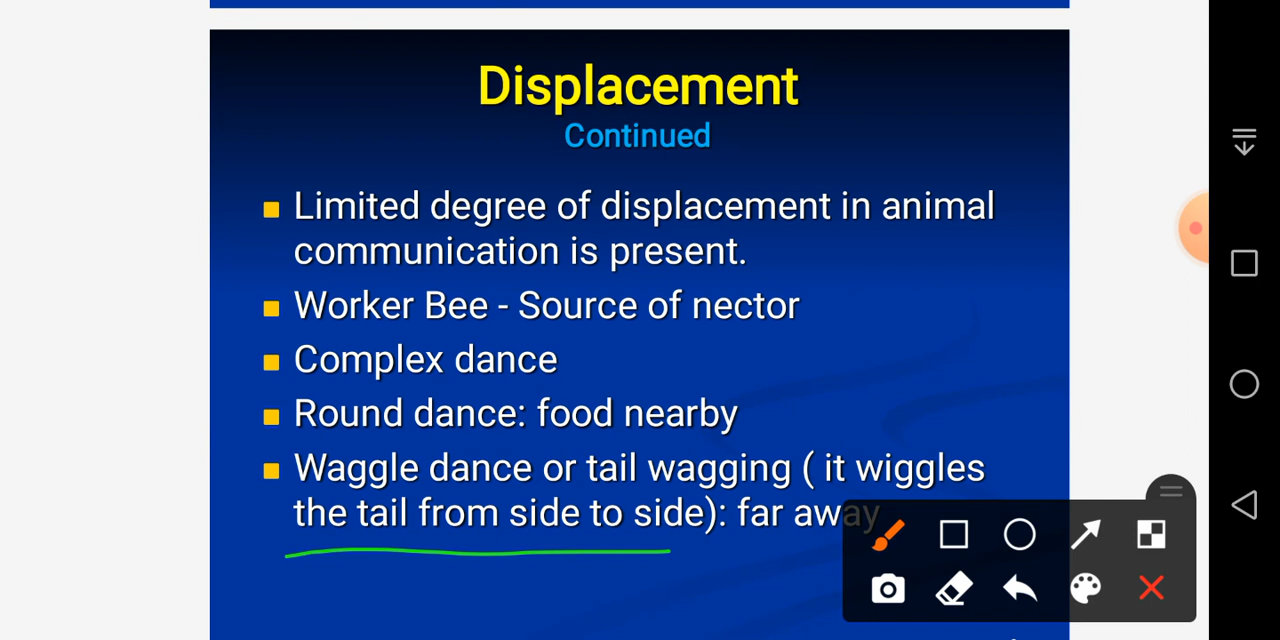 Displacement
Continued
Limited degree of displacement in animal
communication is present.
Worker Bee - Source of nector
Complex dance
Round dance: food nearby
Waggle dance or tail wagging ( it wiggles
the tail from side to side): far away